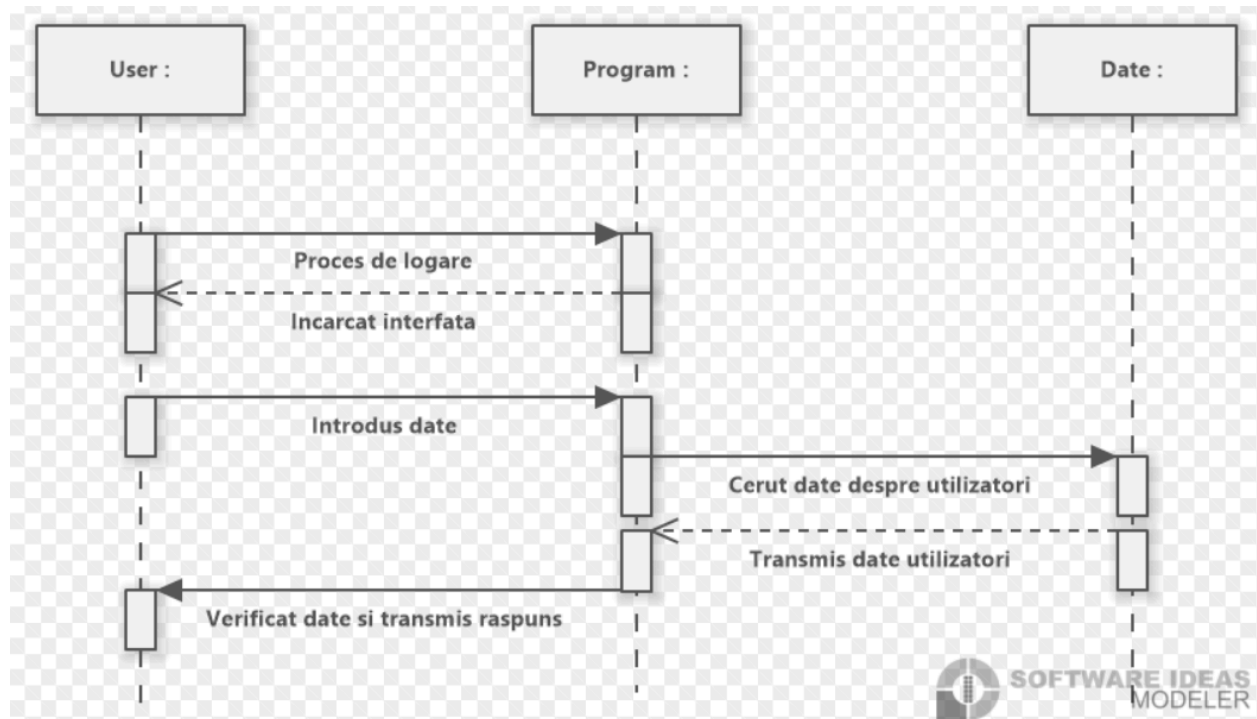 User :
Program :
Date :
Proces de logare
Incarcat interfata
Introdus date
Cerut date despre utilizatori
Transmis date utilizatori
Verificat date si transmis raspuns
SOFTWARE IDEAS
MODELER